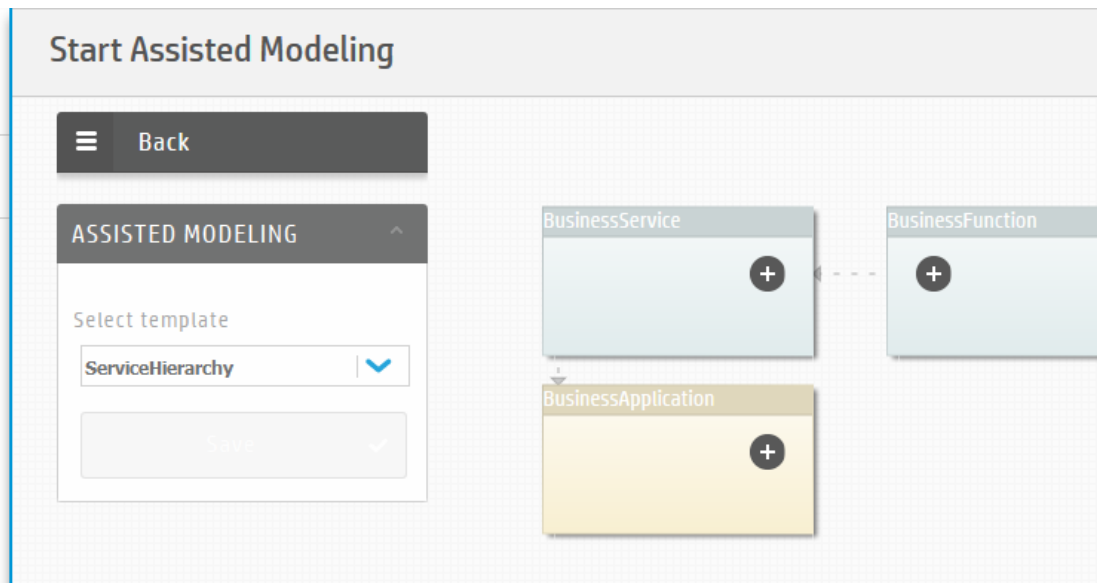 Start Assisted Modeling
Back
ASSISTED MODELING
Select template
ServiceHierarchy
Save
BusinessService
BusinessFunction
BusinessApplication